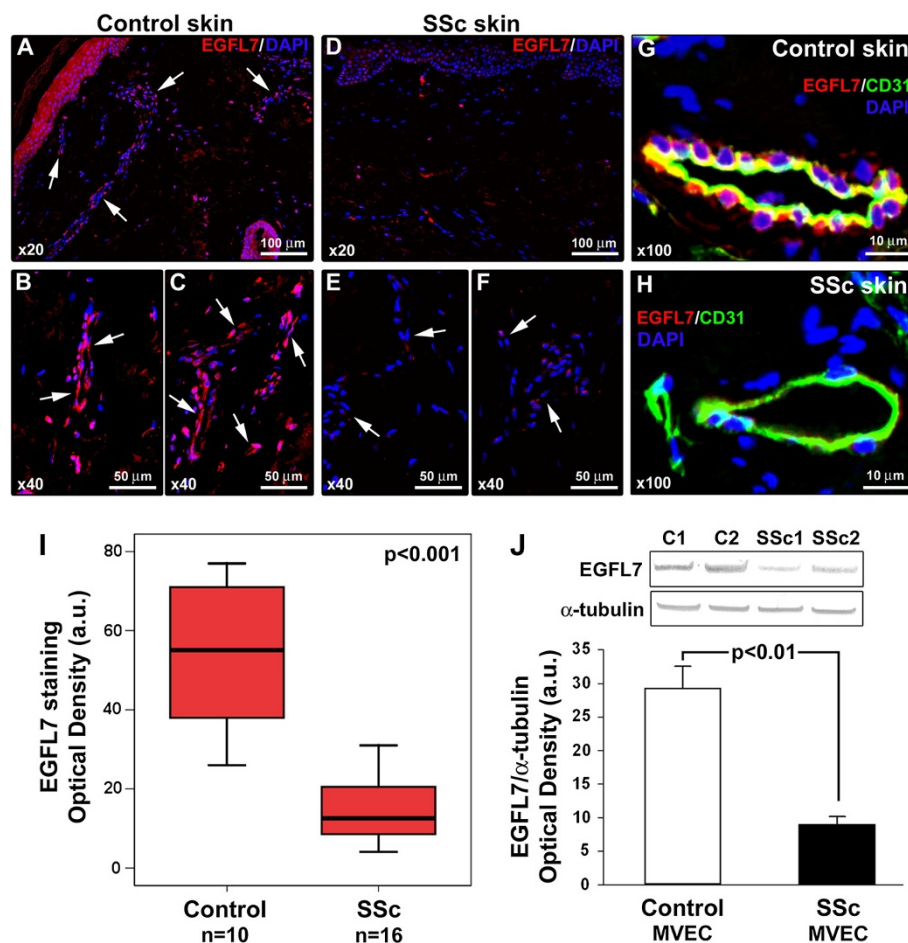 Control skin
SSc skin
A
EGFL7/DAPI
x20
100 µm
D
EGFL7/DAPI
x20
100 µm
G
Control skin
EGFL7/CD31
DAPI
x100
10 µm
B
x40
50 µm
C
x40
50 µm
E
x40
50 µm
F
x40
50 µm
H
SSc skin
EGFL7/CD31
DAPI
x100
10 µm
I
p<0.001
EGFL7 staining
Optical Density (a.u.)
80
60
40
20
0
Control
n=10
SSc
n=16
J
C1 C2 SSc1 SSc2
EGFL7
α-tubulin
p<0.01
EGFL7/α-tubulin
Optical Density (a.u.)
35
30
25
20
15
10
5
0
Control
MVEC
SSc
MVEC